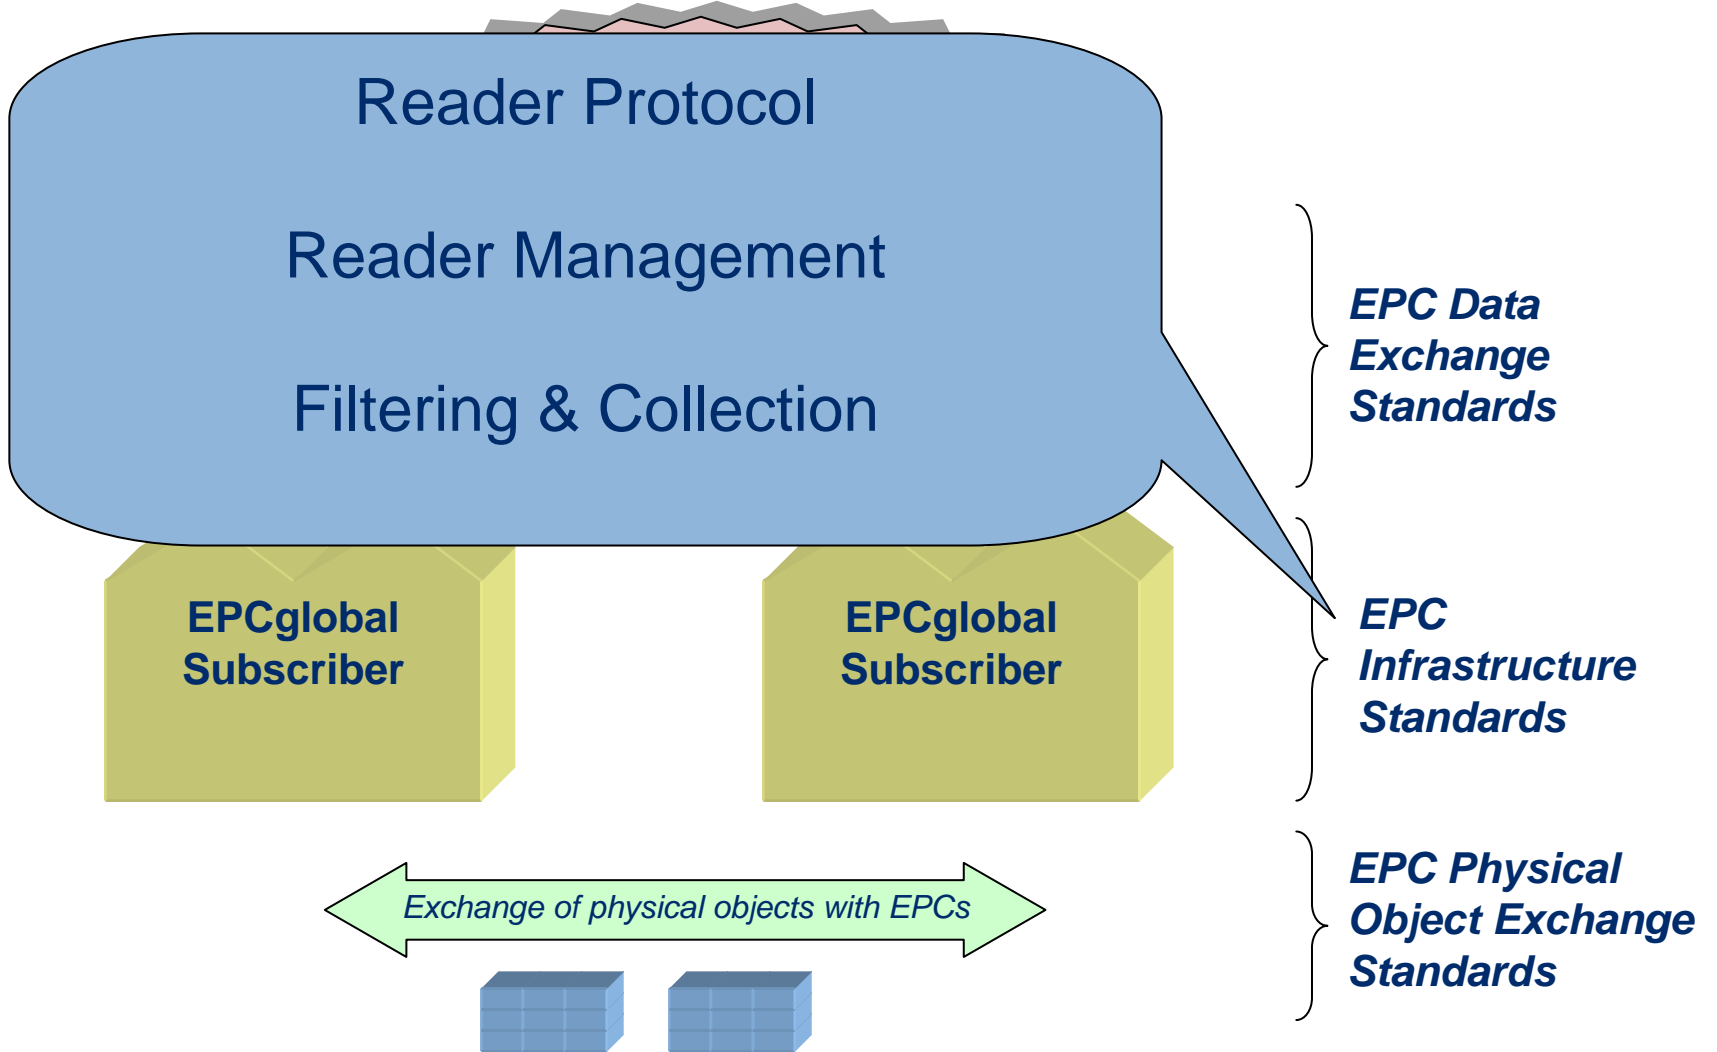 Reader Protocol
Reader Management
Filtering & Collection
EPC Data
Exchange
Standards
EPCglobal
Subscriber
EPCglobal
Subscriber
EPC
Infrastructure
Standards
Exchange of physical objects with EPCs
EPC Physical
Object Exchange
Standards